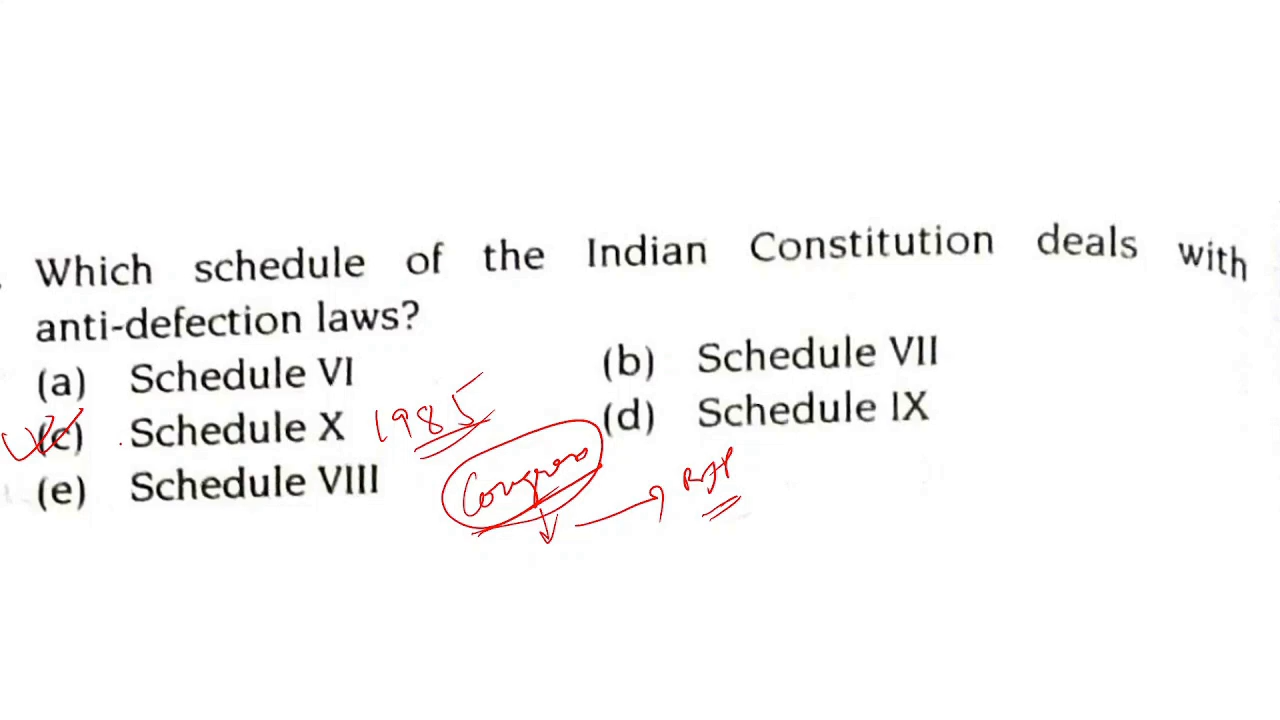 Which schedule of the Indian Constitution deals with
anti-defection laws?
(a) Schedule VI (b) Schedule VII
(c) Schedule X 1985 (d) Schedule IX
(e) Schedule VIII Congress